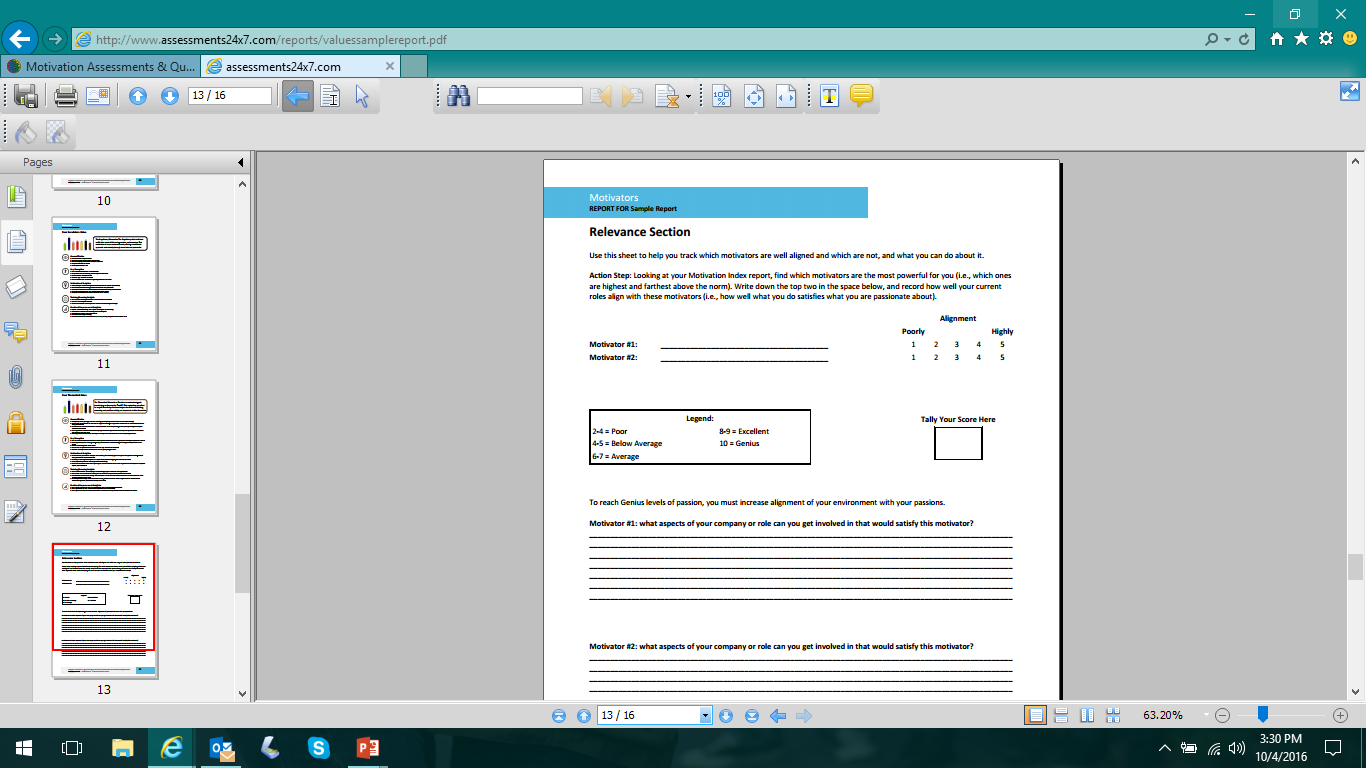 http://www.assessments24x7.com/reports/valuessamplereport.pdf
Motivation Assessments & Qu... assessments24x7.com
13 / 16
100 %
Pages
10
11
12
13
Motivators
REPORT FOR Sample Report
Relevance Section
Use this sheet to help you track which motivators are well aligned and which are not, and what you can do about it.
Action Step: Looking at your Motivation Index report, find which motivators are the most powerful for you (i.e., which ones
are highest and farthest above the norm). Write down the top two in the space below, and record how well your current
roles align with these motivators (i.e., how well what you do satisfies what you are passionate about).
Alignment
Poorly Highly
Motivator #1: 1 2 3 4 5
Motivator #2: 1 2 3 4 5
Legend:
2-4 = Poor 8-9 = Excellent
4-5 = Below Average 10 = Genius
6-7 = Average
Tally Your Score Here
To reach Genius levels of passion, you must increase alignment of your environment with your passions.
Motivator #1: what aspects of your company or role can you get involved in that would satisfy this motivator?
Motivator #2: what aspects of your company or role can you get involved in that would satisfy this motivator?
13 / 16
63.20%
3:30 PM
10/4/2016